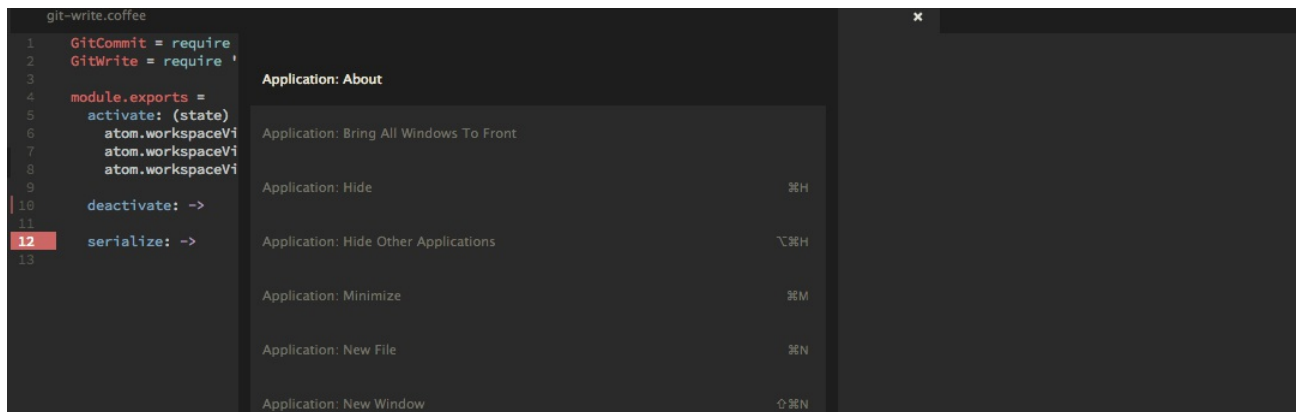 git-write.coffee
1 GitCommit = require
2 GitWrite = require '
3
4 module.exports =
5 activate: (state)
6 atom.workspaceVi
7 atom.workspaceVi
8 atom.workspaceVi
9
10 deactivate: ->
11
12 serialize: ->
13
Application: About
Application: Bring All Windows To Front
Application: Hide ⌘H
Application: Hide Other Applications ⌥⌘H
Application: Minimize ⌘M
Application: New File ⌘N
Application: New Window ⇧⌘N